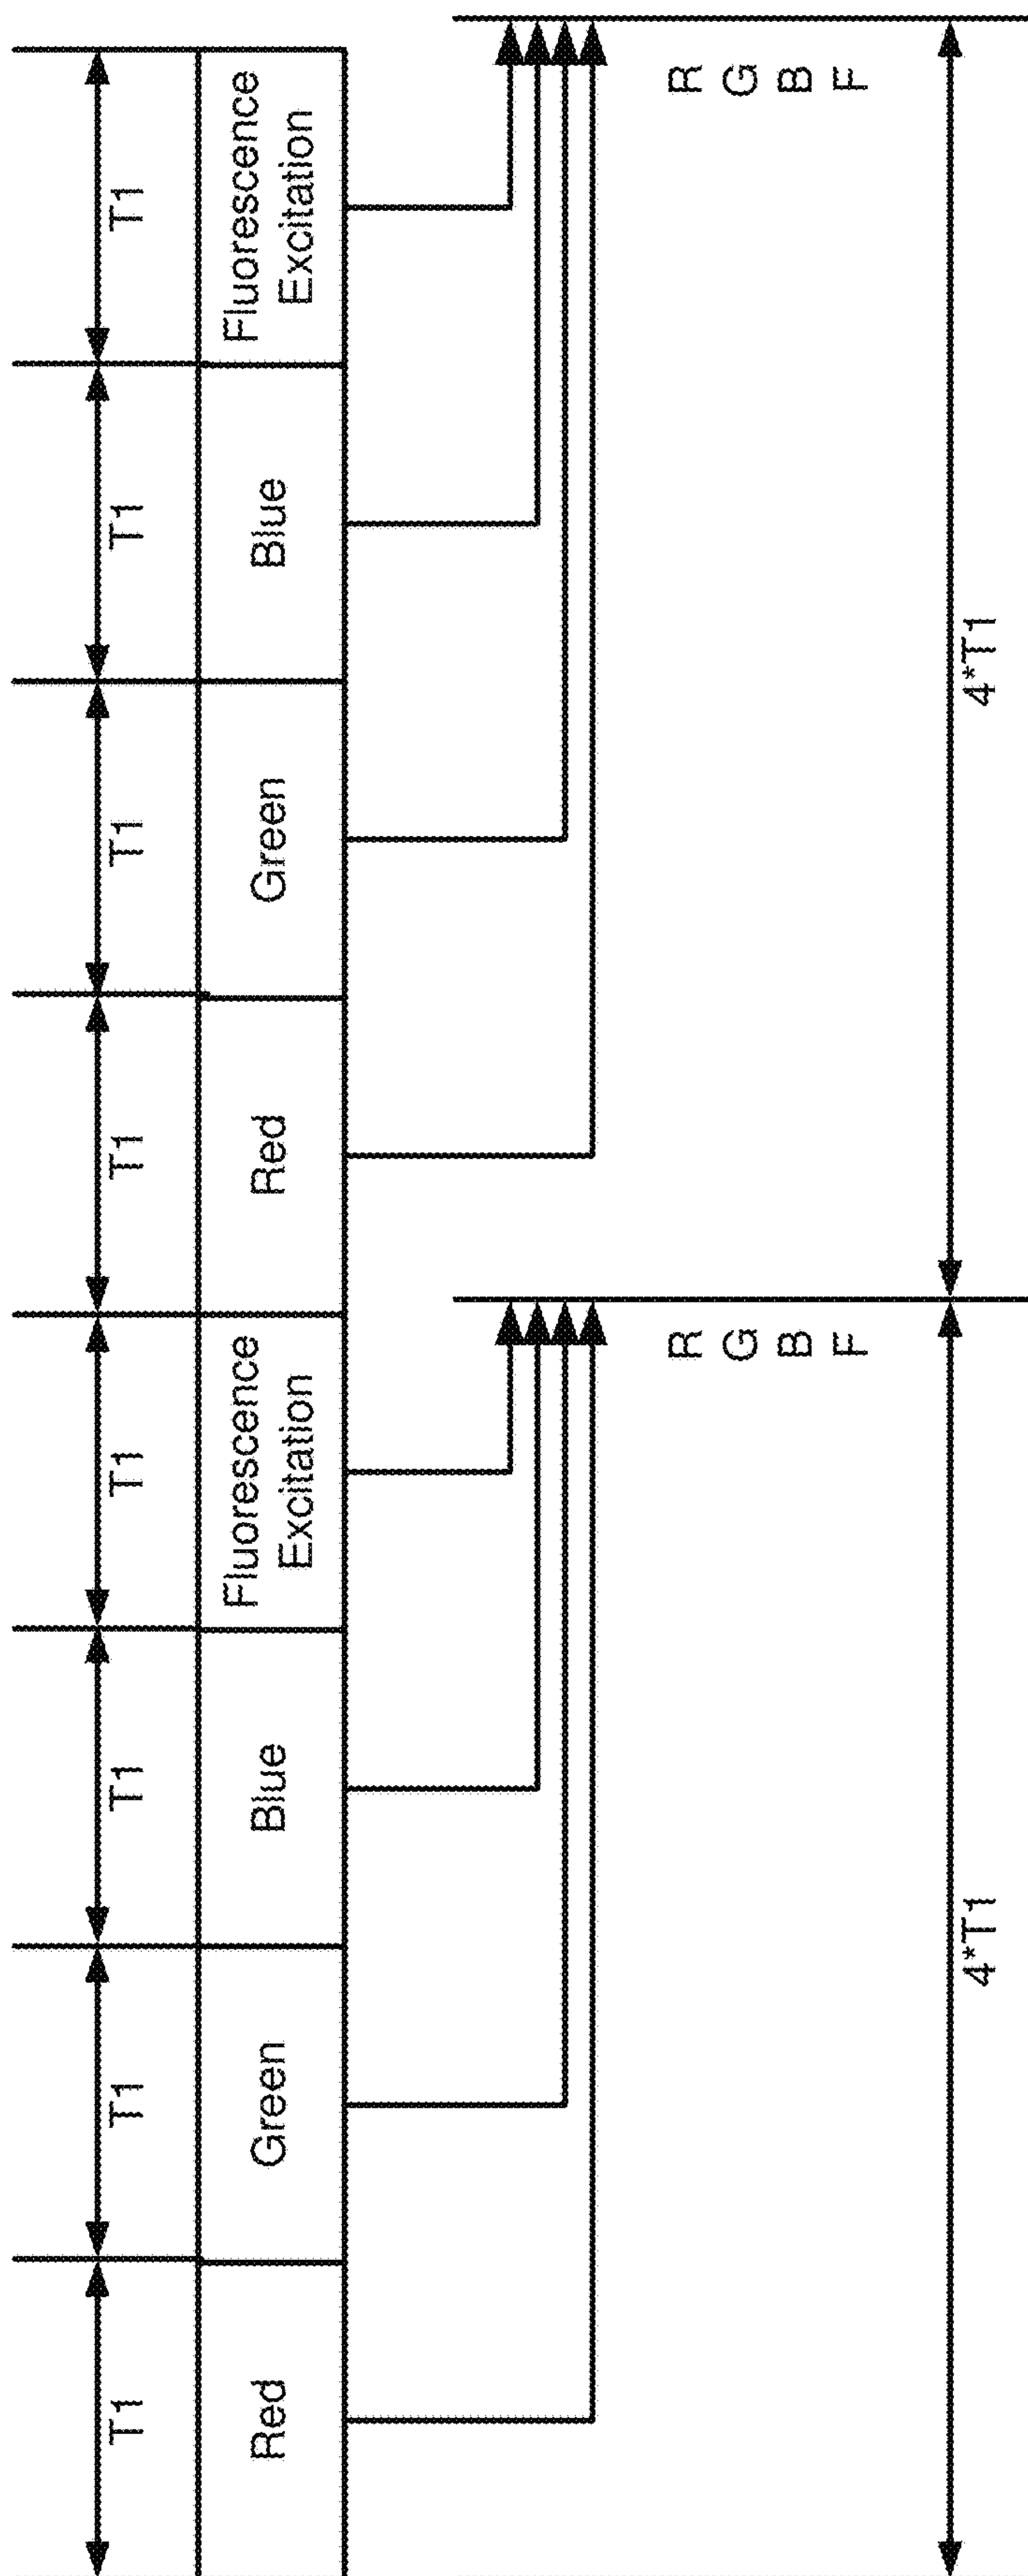 T1
T1
T1
T1
T1
T1
T1
T1
Red
Green
Blue
Fluorescence
Excitation
Red
Green
Blue
Fluorescence
Excitation
R
G
B
F
R
G
B
F
4*T1
4*T1